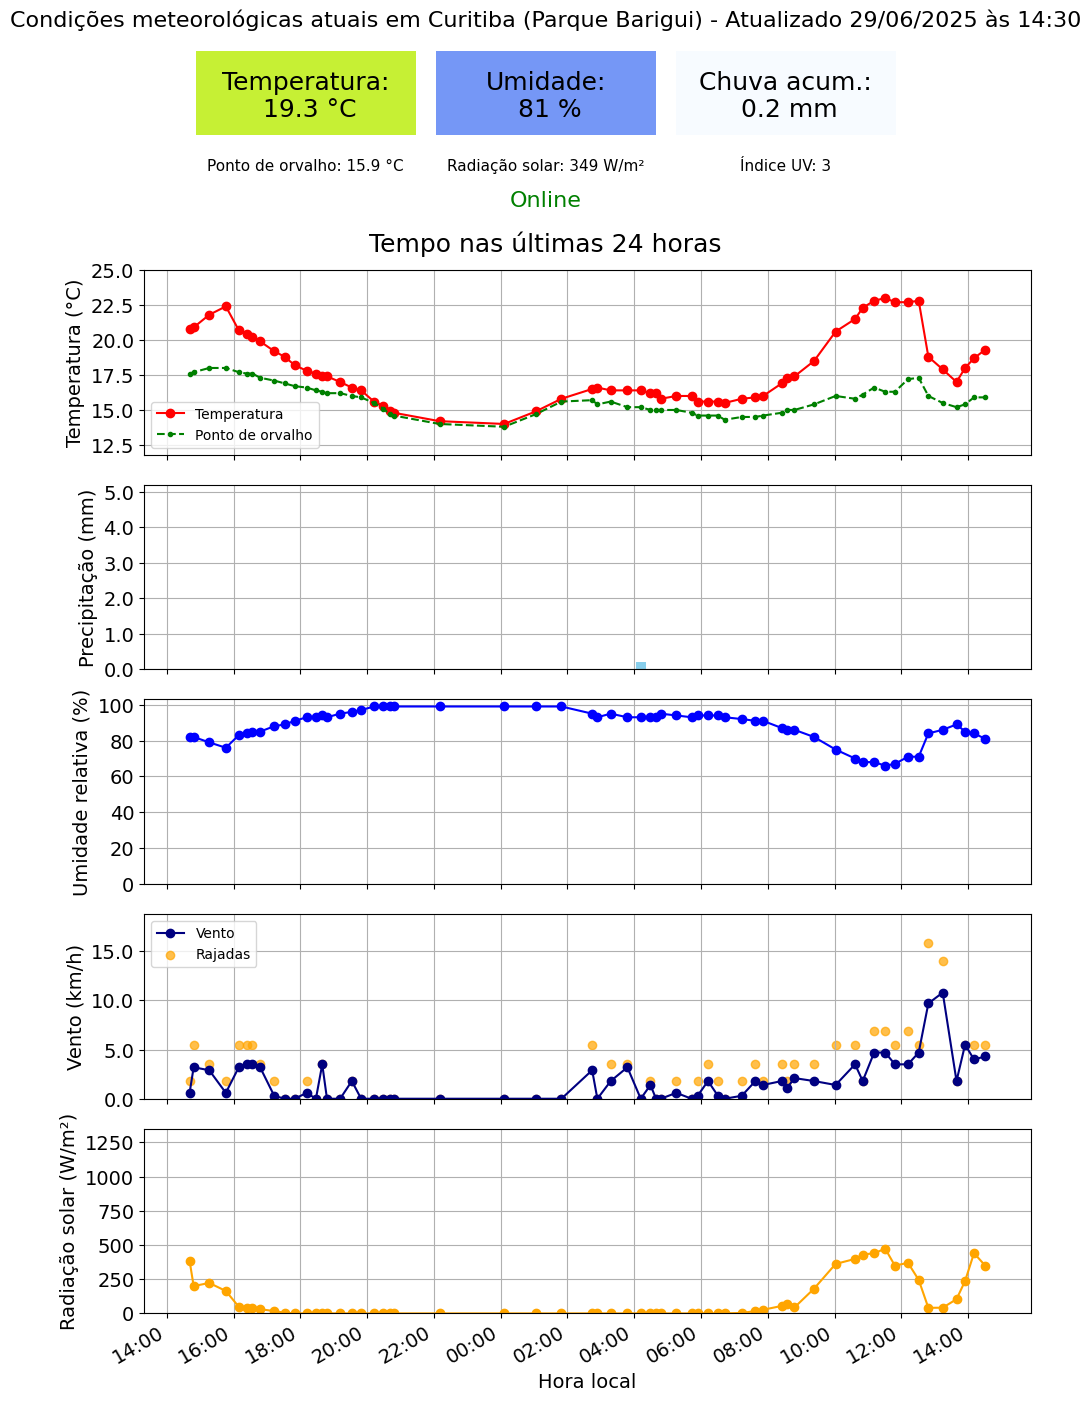 Condições meteorológicas atuais em Curitiba (Parque Barigui) - Atualizado 29/06/2025 às 14:30
Temperatura:
19.3 °C
Umidade:
81 %
Chuva acum.:
0.2 mm
Ponto de orvalho: 15.9 °C
Radiação solar: 349 W/m²
Índice UV: 3
Online
Tempo nas últimas 24 horas
Temperatura (°C)
25.0
22.5
20.0
17.5
15.0
12.5
Temperatura
Ponto de orvalho
Precipitação (mm)
5.0
4.0
3.0
2.0
1.0
0.0
Umidade relativa (%)
100
80
60
40
20
0
Vento (km/h)
15.0
10.0
5.0
0.0
Vento
Rajadas
Radiação solar (W/m²)
1250
1000
750
500
250
0
14:00
16:00
18:00
20:00
22:00
00:00
02:00
04:00
06:00
08:00
10:00
12:00
14:00
Hora local